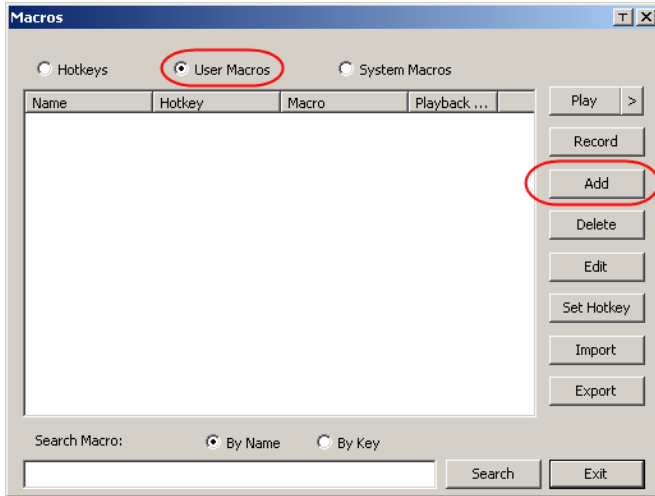 Macros
Hotkeys User Macros System Macros
Name Hotkey Macro Playback ...
Play >
Record
Add
Delete
Edit
Set Hotkey
Import
Export
Search Macro: By Name By Key
Search Exit